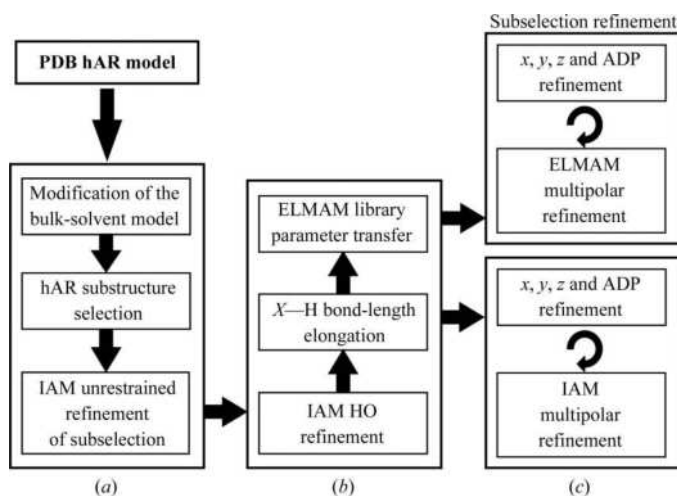 PDB hAR model
Modification of the
bulk-solvent model
hAR substructure
selection
IAM unrestrained
refinement
of subselection
(a)
ELMAM library
parameter transfer
X—H bond-length
elongation
IAM HO
refinement
(b)
Subselection refinement
x, y, z and ADP
refinement
ELMAM
multipolar
refinement
x, y, z and ADP
refinement
IAM
multipolar
refinement
(c)